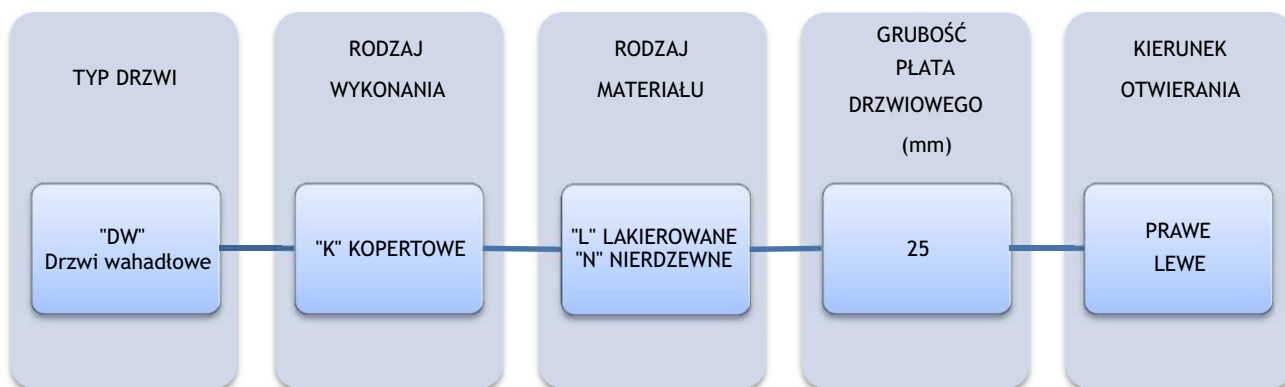 TYP DRZWI
"DW"
Drzwi wahadłowe
RODZAJ
WYKONANIA
"K" KOPERTOWE
RODZAJ
MATERIAŁU
"L" LAKIEROWANE
"N" NIERDZEWNE
GRUBOŚĆ
PŁATA
DRZWIOWEGO
(mm)
25
KIERUNEK
OTWIERANIA
PRAWE
LEWE